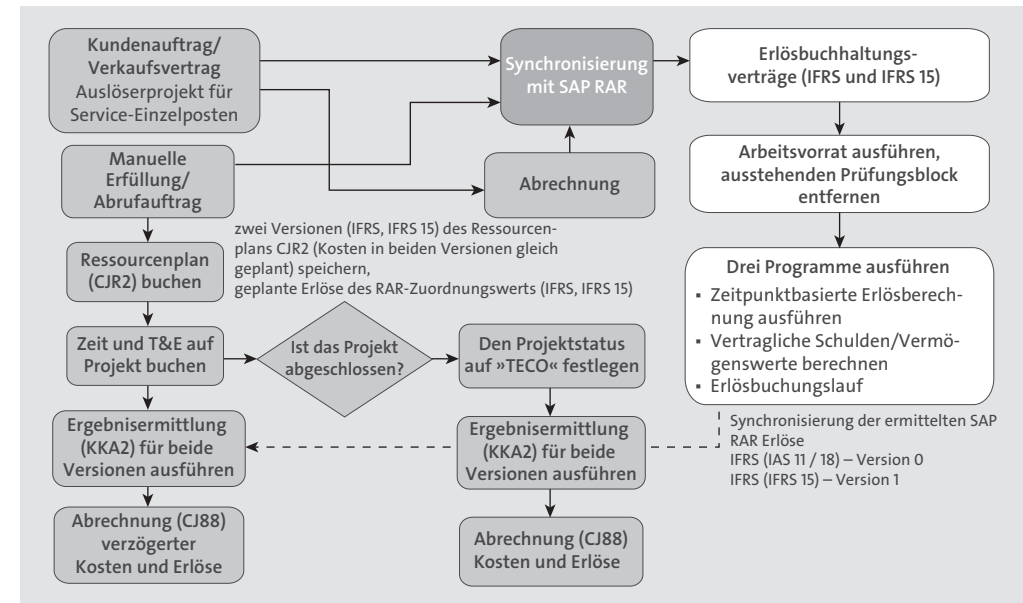 Kundenauftrag/
Verkaufsvertrag
Auslöserprojekt für
Service-Einzelposten
Synchronisierung
mit SAP RAR
Erlösbuchhaltungs-
verträge (IFRS und IFRS 15)
Manuelle
Erfüllung/
Abrufauftrag
Abrechnung
Arbeitsvorrat ausführen,
ausstehenden Prüfungsblock
entfernen
zwei Versionen (IFRS, IFRS 15) des Ressourcen-
plans CJR2 (Kosten in beiden Versionen gleich
geplant) speichern,
geplante Erlöse des RAR-Zuordnungswerts (IFRS, IFRS 15)
Ressourcenplan
(CJR2) buchen
Drei Programme ausführen
▪ Zeitpunktbasierte Erlösberech-
nung ausführen
▪ Vertragliche Schulden/Vermö-
genswerte berechnen
▪ Erlösbuchungslauf
Zeit und T&E auf
Projekt buchen
Ist das Projekt
abgeschlossen?
Den Projektstatus
auf »TECO« festlegen
Ergebnisermittlung
(KKA2) für beide
Versionen ausführen
Ergebnisermittlung
(KKA2) für beide
Versionen ausführen
Synchronisierung der ermittelten SAP
RAR Erlöse
IFRS (IAS 11 / 18) – Version 0
IFRS (IFRS 15) – Version 1
Abrechnung (CJ88)
verzögerter
Kosten und Erlöse
Abrechnung (CJ88)
Kosten und Erlöse